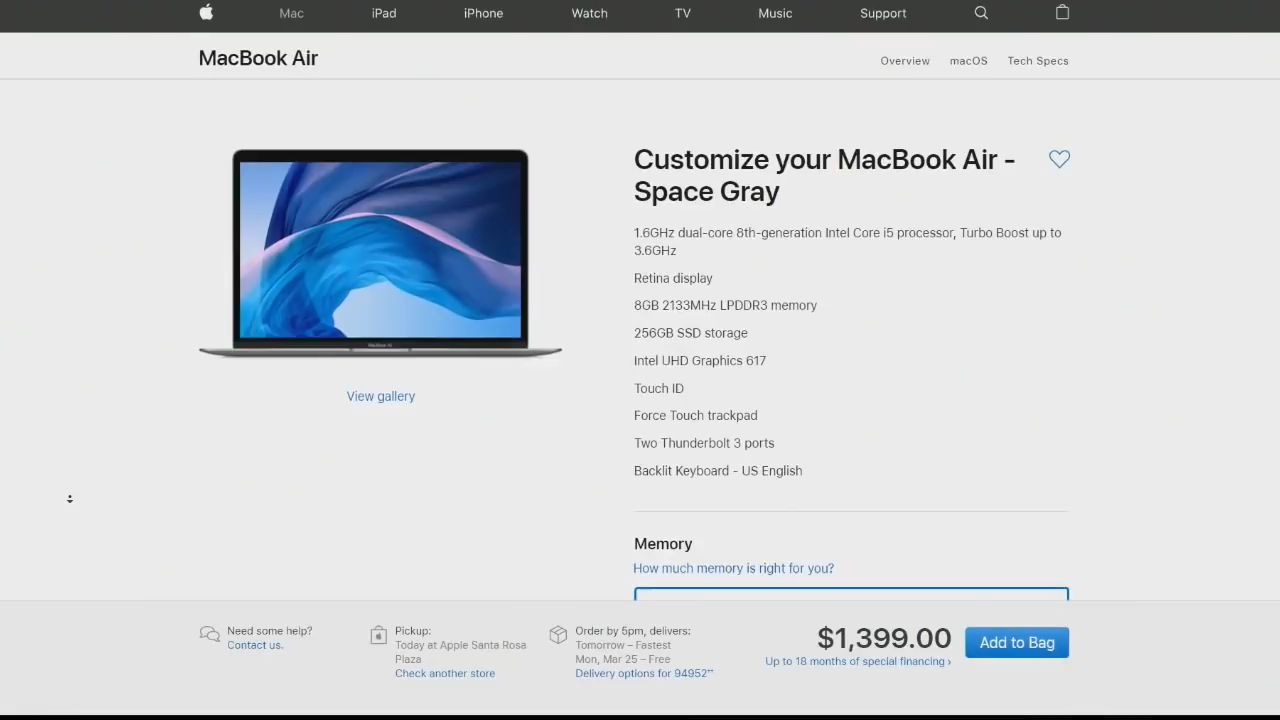 Mac iPad iPhone Watch TV Music Support
MacBook Air
Overview macOS Tech Specs
Customize your MacBook Air -
Space Gray
1.6GHz dual-core 8th-generation Intel Core i5 processor, Turbo Boost up to
3.6GHz
Retina display
8GB 2133MHz LPDDR3 memory
256GB SSD storage
Intel UHD Graphics 617
Touch ID
Force Touch trackpad
Two Thunderbolt 3 ports
Backlit Keyboard - US English
MacBook Air
View gallery
Memory
How much memory is right for you?
Need some help?
Contact us.
Pickup:
Today at Apple Santa Rosa
Plaza
Check another store
Order by 5pm, delivers:
Tomorrow – Fastest
Mon, Mar 25 – Free
Delivery options for 94952**
$1,399.00
Up to 18 months of special financing ›
Add to Bag